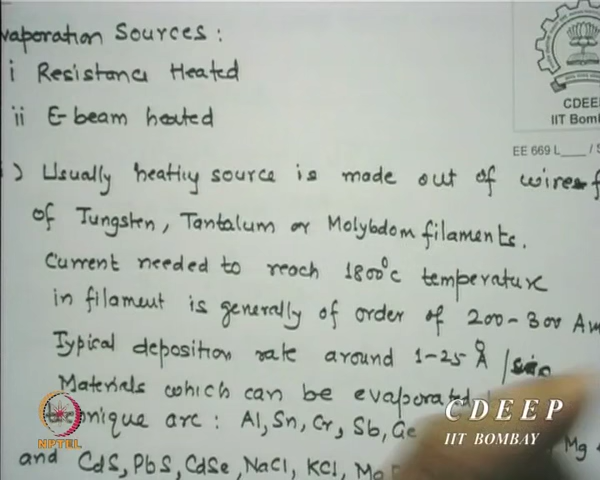 vaporation Sources:
i Resistance Heated
ii E-beam heated
) Usually heating source is made out of wires
of Tungsten, Tantalum or Molybdom filaments.
Current needed to reach 1800°c temperature
in filament is generally of order of 200-300 Am
Typical deposition rate around 1-25 Å /
Materials which can be evaporated
technique are: Al, Sn, Cr, Sb, Ge Mg
and CdS, PbS, CdSe, NaCl, KCl,
CDEEP
IIT Bomb
EE 669 L___ / S
CDEEP
IIT BOMBAY
NPTEL